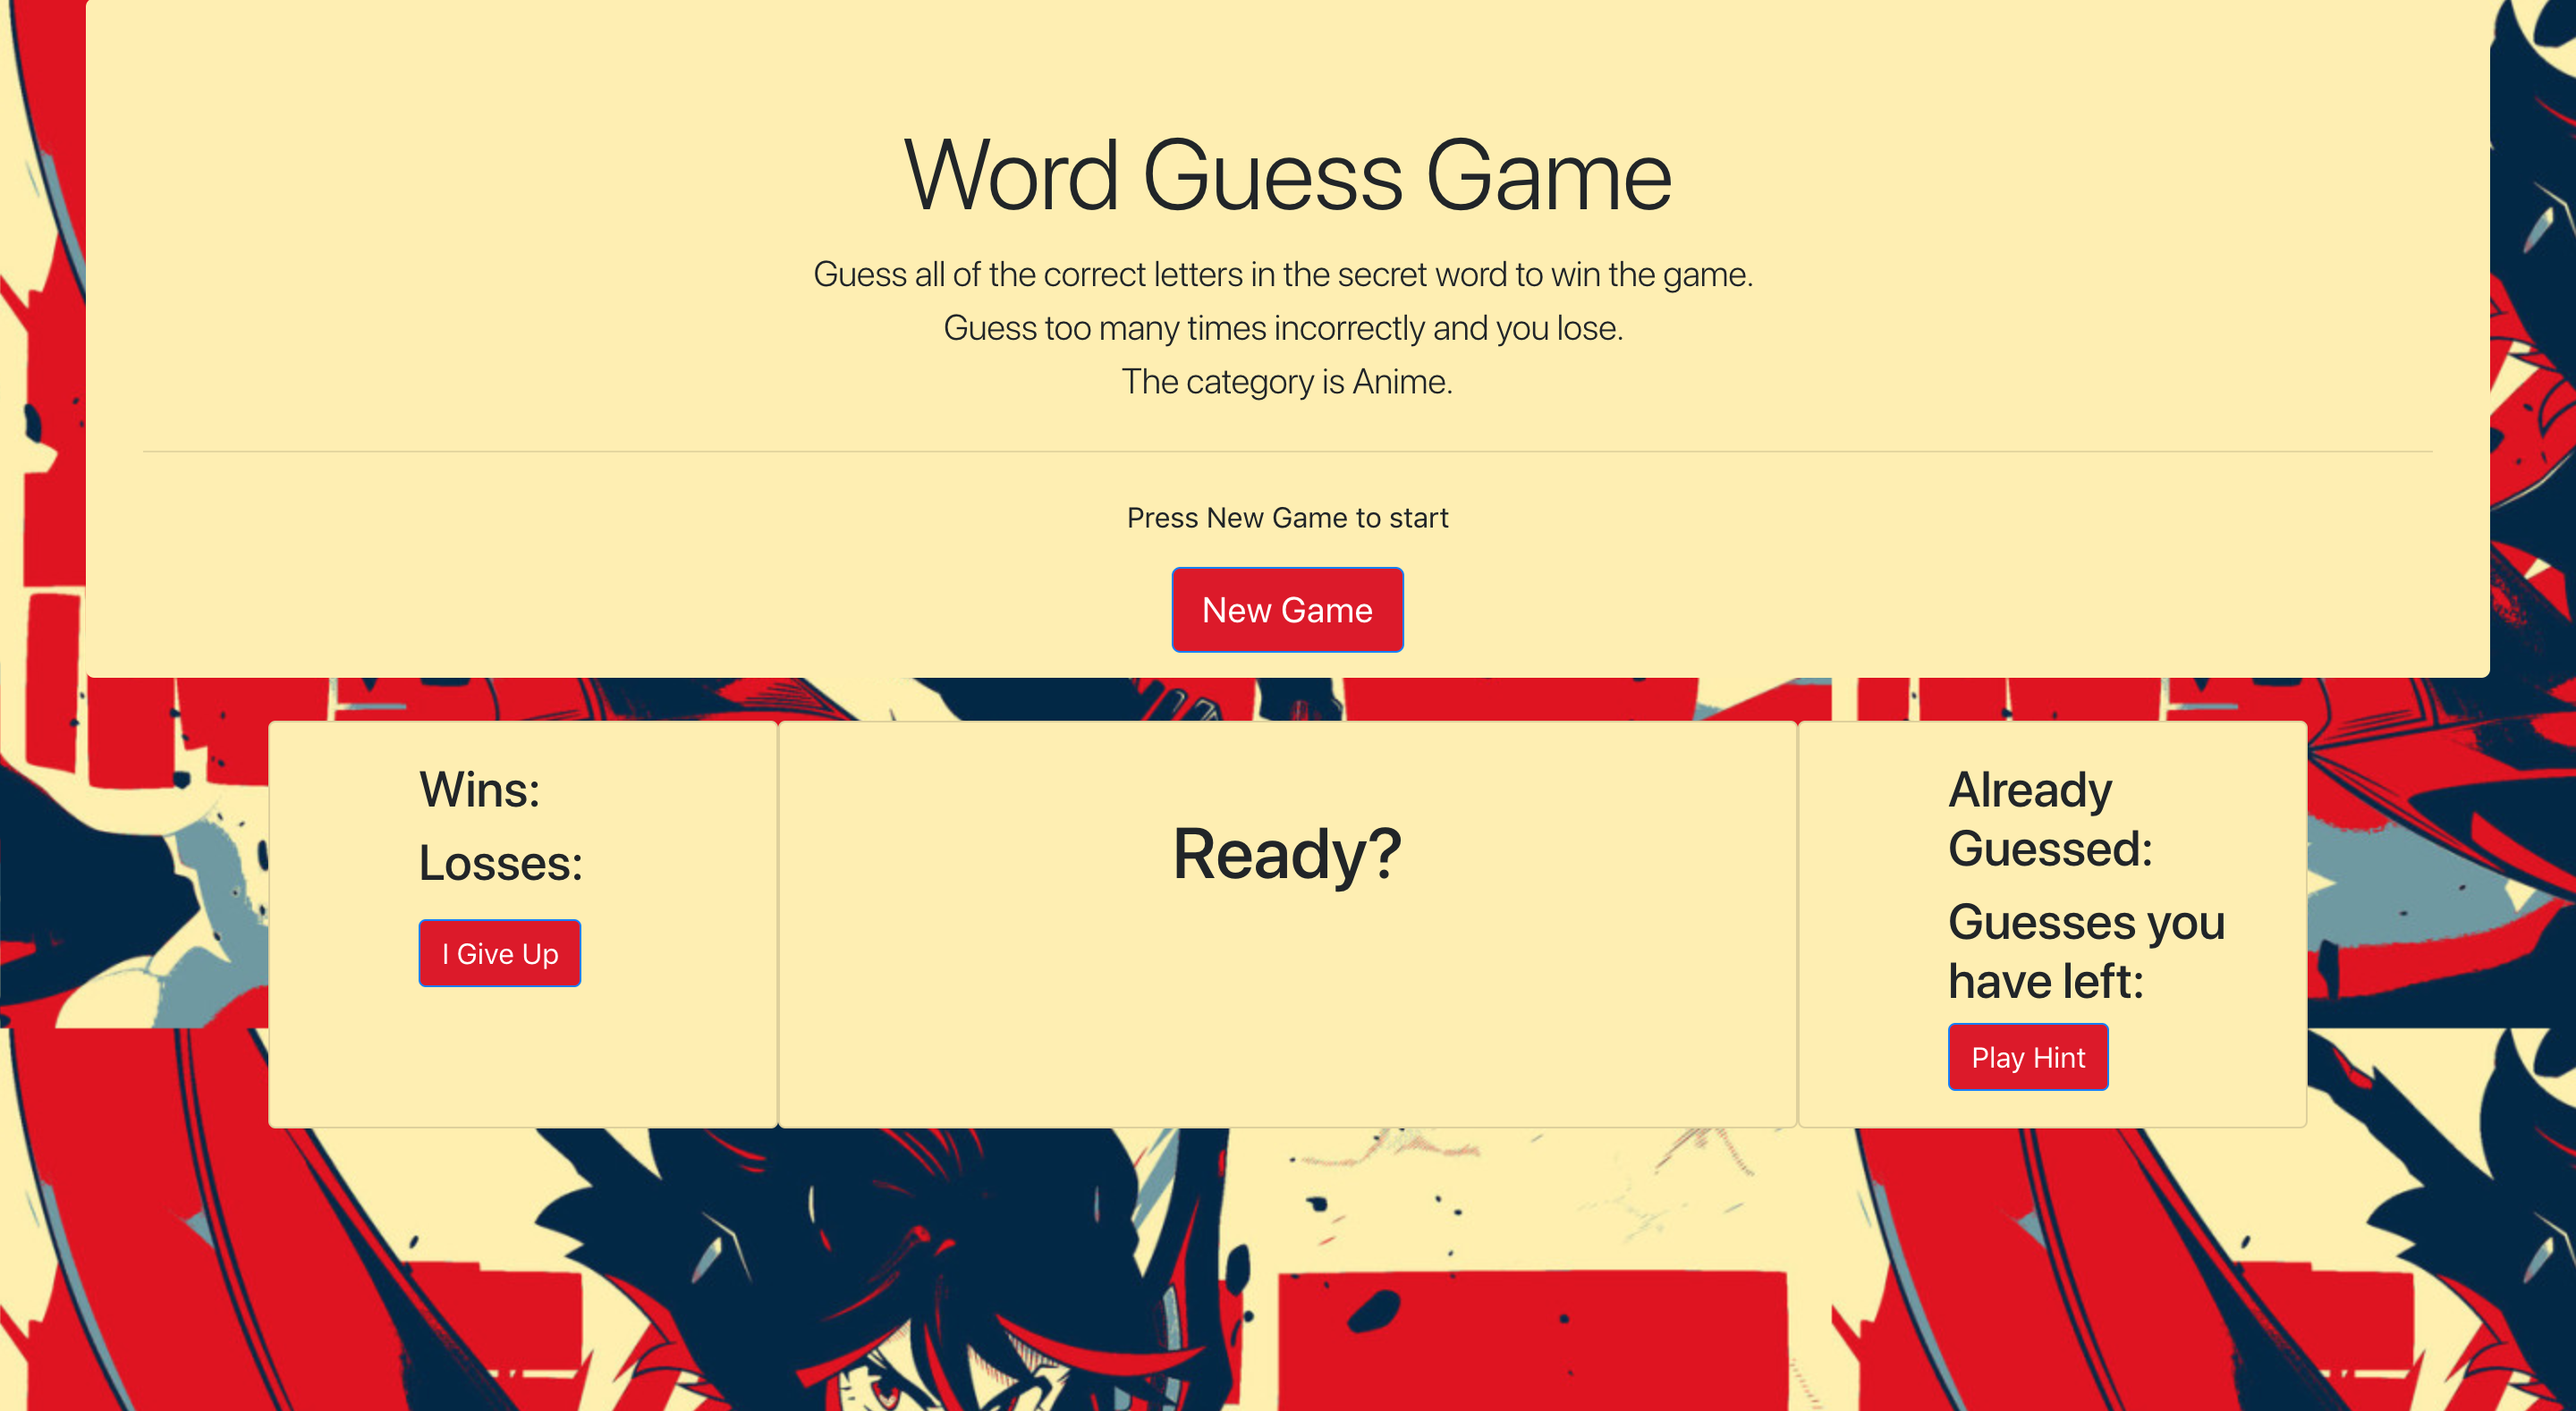 Word Guess Game
Guess all of the correct letters in the secret word to win the game.
Guess too many times incorrectly and you lose.
The category is Anime.
Press New Game to start
New Game
Wins:
Losses:
I Give Up
Ready?
Already
Guessed:
Guesses you
have left:
Play Hint